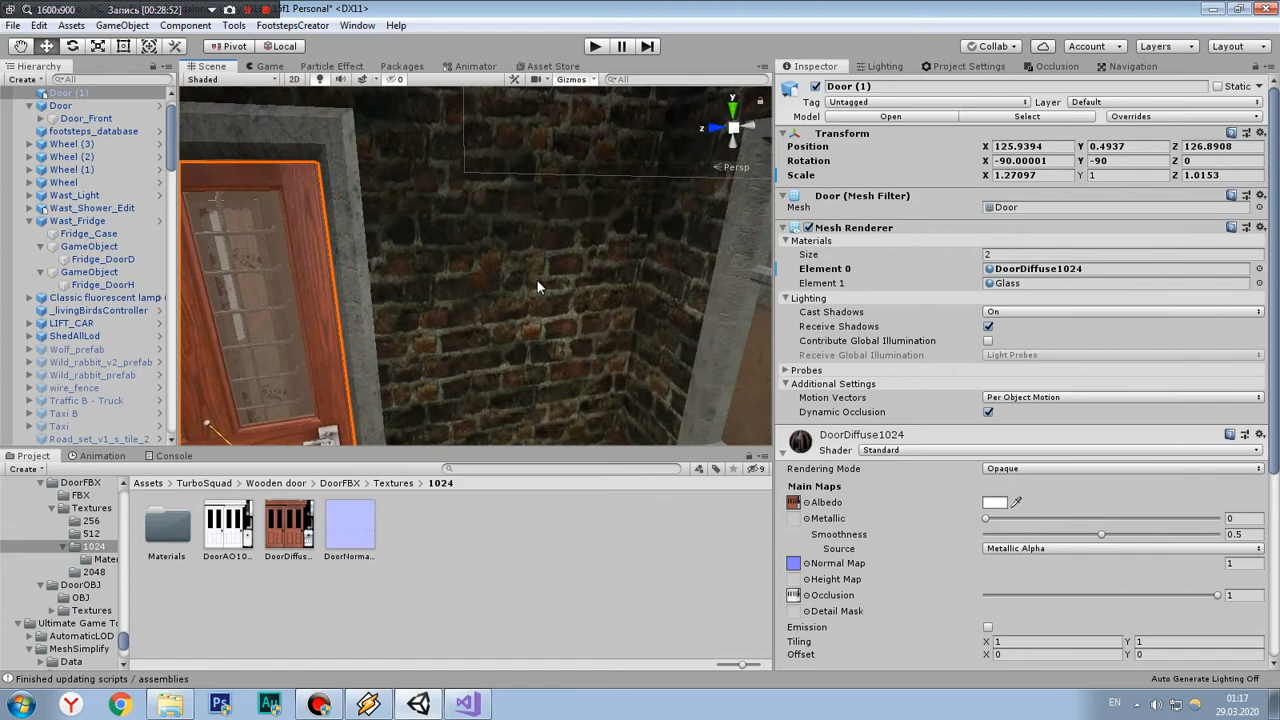 1600x900 Запись [00:28:52] 5f1 Personal* <DX11>
File Edit Assets GameObject Component Tools FootstepsCreator Window Help
Pivot Local Collab Account Layers Layout
Hierarchy Scene Game Particle Effect Packages Animator Asset Store Inspector Lighting Project Settings Occlusion Navigation
Create All Shaded 2D 0 Gizmos All
Door (1)
Door
Door_Front
footsteps_database
Wheel (3)
Wheel (2)
Wheel (1)
Wheel
Wast_Light
Wast_Shower_Edit
Wast_Fridge
Fridge_Case
GameObject
Fridge_DoorD
GameObject
Fridge_DoorH
Classic fluorescent lamp
_livingBirdsController
LIFT_CAR
ShedAllLod
Wolf_prefab
Wild_rabbit_v2_prefab
Wild_rabbit_prefab
wire_fence
Traffic B - Truck
Taxi B
Taxi
Road_set_v1_s_tile_2
y
z
Persp
Door (1) Static
Tag Untagged Layer Default
Model Open Select Overrides
Transform
Position X 125.9394 Y 0.4937 Z 126.8908
Rotation X -90.00001 Y -90 Z 0
Scale X 1.27097 Y 1 Z 1.0153
Door (Mesh Filter)
Mesh Door
Mesh Renderer
Materials
Size 2
Element 0 DoorDiffuse1024
Element 1 Glass
Lighting
Cast Shadows On
Receive Shadows
Contribute Global Illumination
Receive Global Illumination Light Probes
Probes
Additional Settings
Motion Vectors Per Object Motion
Dynamic Occlusion
DoorDiffuse1024
Shader Standard
Rendering Mode Opaque
Main Maps
Albedo
Metallic 0
Smoothness 0.5
Source Metallic Alpha
Normal Map 1
Height Map
Occlusion 1
Detail Mask
Emission
Tiling X 1 Y 1
Offset X 0 Y 0
Project Animation Console
Create 9
DoorFBX
FBX
Textures
256
512
1024
Mater
2048
DoorOBJ
OBJ
Textures
Ultimate Game To
AutomaticLOD
MeshSimplify
Data
Assets TurboSquad Wooden door DoorFBX Textures 1024
Materials DoorAO10... DoorDiffus... DoorNorma...
Finished updating scripts / assemblies Auto Generate Lighting Off
EN 01:17
29.03.2020